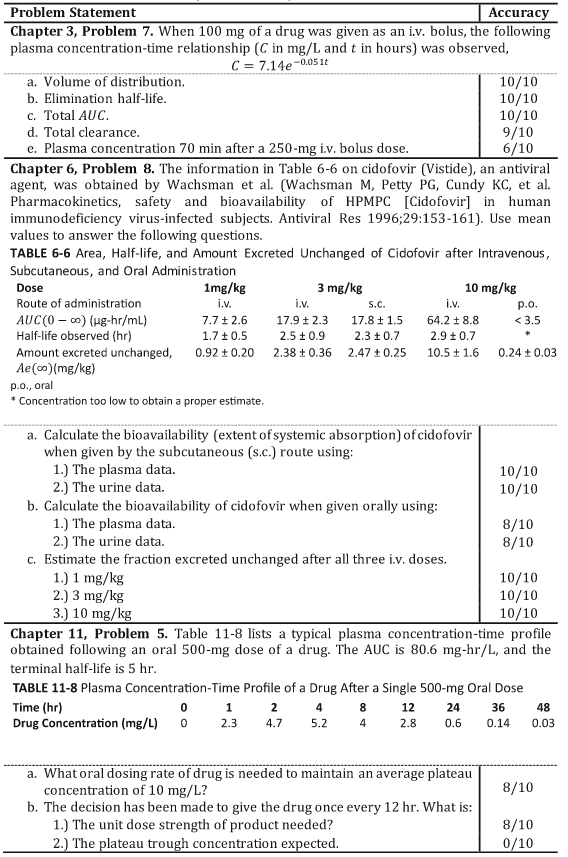 Problem Statement Accuracy
Chapter 3, Problem 7. When 100 mg of a drug was given as an i.v. bolus, the following
plasma concentration-time relationship (C in mg/L and t in hours) was observed,
C = 7.14e^{-0.051t}
a. Volume of distribution. 10/10
b. Elimination half-life. 10/10
c. Total AUC. 10/10
d. Total clearance. 9/10
e. Plasma concentration 70 min after a 250-mg i.v. bolus dose. 6/10
Chapter 6, Problem 8. The information in Table 6-6 on cidofovir (Vistide), an antiviral
agent, was obtained by Wachsman et al. (Wachsman M, Petty PG, Cundy KC, et al.
Pharmacokinetics, safety and bioavailability of HPMPC [Cidofovir] in human
immunodeficiency virus-infected subjects. Antiviral Res 1996;29:153-161). Use mean
values to answer the following questions.
TABLE 6-6 Area, Half-life, and Amount Excreted Unchanged of Cidofovir after Intravenous,
Subcutaneous, and Oral Administration
Dose 1mg/kg 3 mg/kg 10 mg/kg
Route of administration i.v. i.v. s.c. i.v. p.o.
AUC(0 − ∞) (µg-hr/mL) 7.7 ± 2.6 17.9 ± 2.3 17.8 ± 1.5 64.2 ± 8.8 < 3.5
Half-life observed (hr) 1.7 ± 0.5 2.5 ± 0.9 2.3 ± 0.7 2.9 ± 0.7 *
Amount excreted unchanged, 0.92 ± 0.20 2.38 ± 0.36 2.47 ± 0.25 10.5 ± 1.6 0.24 ± 0.03
Ae(∞)(mg/kg)
p.o., oral
* Concentration too low to obtain a proper estimate.
a. Calculate the bioavailability (extent of systemic absorption) of cidofovir
when given by the subcutaneous (s.c.) route using:
1.) The plasma data. 10/10
2.) The urine data. 10/10
b. Calculate the bioavailability of cidofovir when given orally using:
1.) The plasma data. 8/10
2.) The urine data. 8/10
c. Estimate the fraction excreted unchanged after all three i.v. doses.
1.) 1 mg/kg 10/10
2.) 3 mg/kg 10/10
3.) 10 mg/kg 10/10
Chapter 11, Problem 5. Table 11-8 lists a typical plasma concentration-time profile
obtained following an oral 500-mg dose of a drug. The AUC is 80.6 mg-hr/L, and the
terminal half-life is 5 hr.
TABLE 11-8 Plasma Concentration-Time Profile of a Drug After a Single 500-mg Oral Dose
Time (hr) 0 1 2 4 8 12 24 36 48
Drug Concentration (mg/L) 0 2.3 4.7 5.2 4 2.8 0.6 0.14 0.03
a. What oral dosing rate of drug is needed to maintain an average plateau
concentration of 10 mg/L? 8/10
b. The decision has been made to give the drug once every 12 hr. What is:
1.) The unit dose strength of product needed? 8/10
2.) The plateau trough concentration expected. 0/10